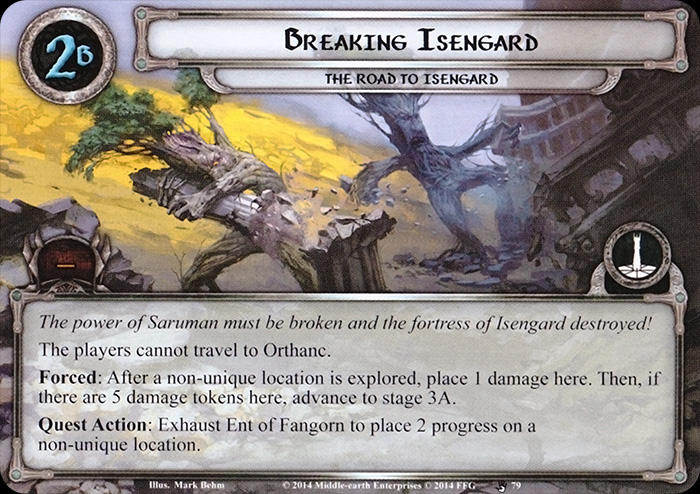 2B
BREAKING ISENGARD
THE ROAD TO ISENGARD
–
The power of Saruman must be broken and the fortress of Isengard destroyed!
The players cannot travel to Orthanc.
Forced: After a non-unique location is explored, place 1 damage here. Then, if
there are 5 damage tokens here, advance to stage 3A.
Quest Action: Exhaust Ent of Fangorn to place 2 progress on a
non-unique location.
Illus. Mark Behm © 2014 Middle-earth Enterprises © 2014 FFG 79